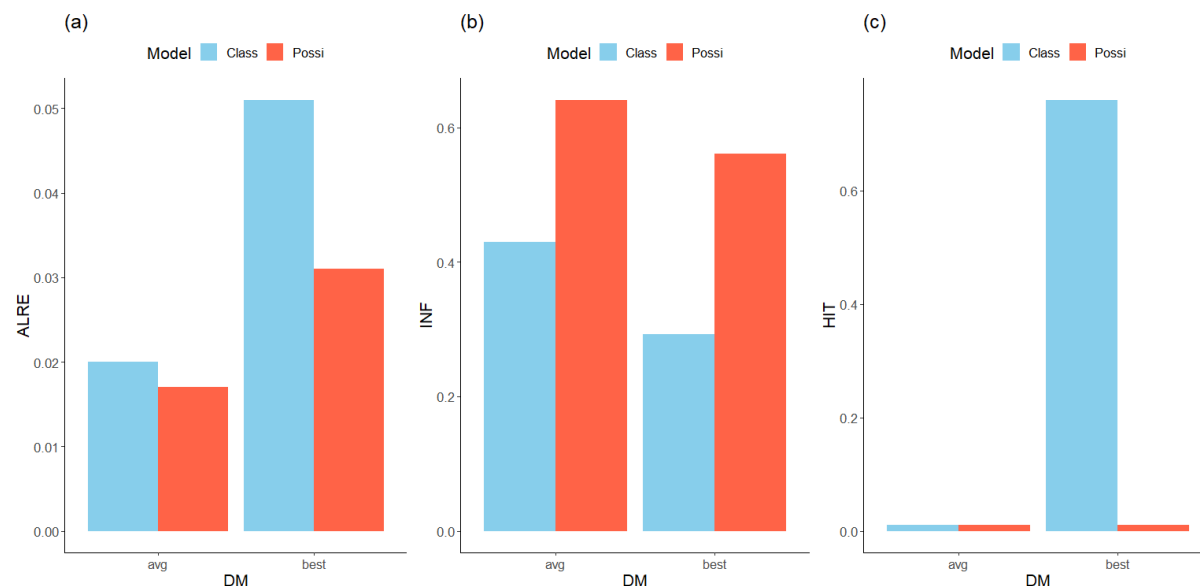 (a)
Model Class Possi
0.05
0.04
0.03
0.02
0.01
0.00
ALRE
avg best
DM
(b)
Model Class Possi
0.6
0.4
0.2
0.0
INF
avg best
DM
(c)
Model Class Possi
0.6
0.4
0.2
0.0
HIT
avg best
DM